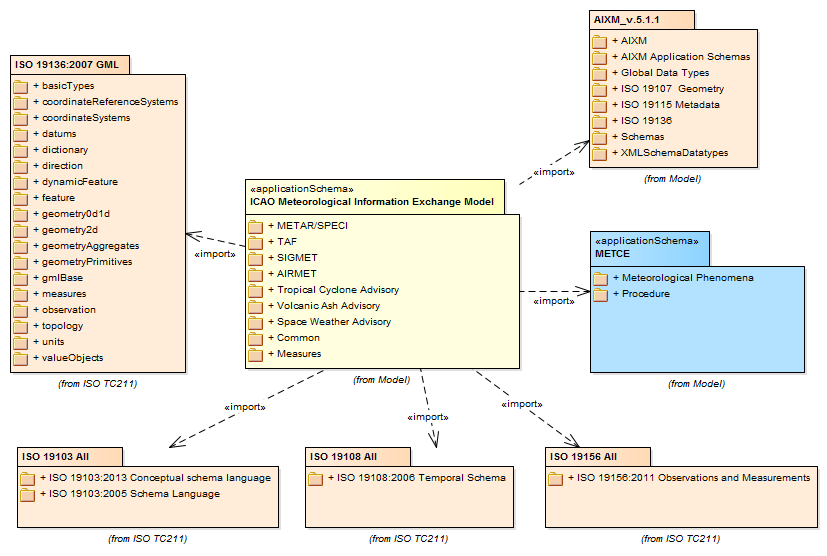 AIXM_v.5.1.1
+ AIXM
+ AIXM Application Schemas
+ Global Data Types
+ ISO 19107  Geometry
+ ISO 19115 Metadata
+ ISO 19136
+ Schemas
+ XMLSchemaDatatypes
(from Model)
ISO 19136:2007 GML
+ basicTypes
+ coordinateReferenceSystems
+ coordinateSystems
+ datums
+ dictionary
+ direction
+ dynamicFeature
+ feature
+ geometry0d1d
+ geometry2d
+ geometryAggregates
+ geometryPrimitives
+ gmlBase
+ measures
+ observation
+ topology
+ units
+ valueObjects
(from ISO TC211)
«import»
«applicationSchema»
ICAO Meteorological Information Exchange Model
+ METAR/SPECI
+ TAF
+ SIGMET
+ AIRMET
+ Tropical Cyclone Advisory
+ Volcanic Ash Advisory
+ Space Weather Advisory
+ Common
+ Measures
(from Model)
«import»
«import»
«applicationSchema»
METCE
+ Meteorological Phenomena
+ Procedure
(from Model)
«import»
«import»
«import»
ISO 19103 All
+ ISO 19103:2013 Conceptual schema language
+ ISO 19103:2005 Schema Language
(from ISO TC211)
ISO 19108 All
+ ISO 19108:2006 Temporal Schema
(from ISO TC211)
ISO 19156 All
+ ISO 19156:2011 Observations and Measurements
(from ISO TC211)